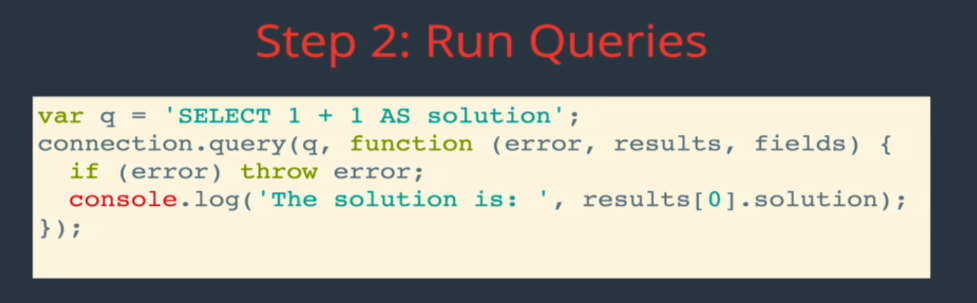 Step 2: Run Queries
var q = 'SELECT 1 + 1 AS solution';
connection.query(q, function (error, results, fields) {
  if (error) throw error;
  console.log('The solution is: ', results[0].solution);
});